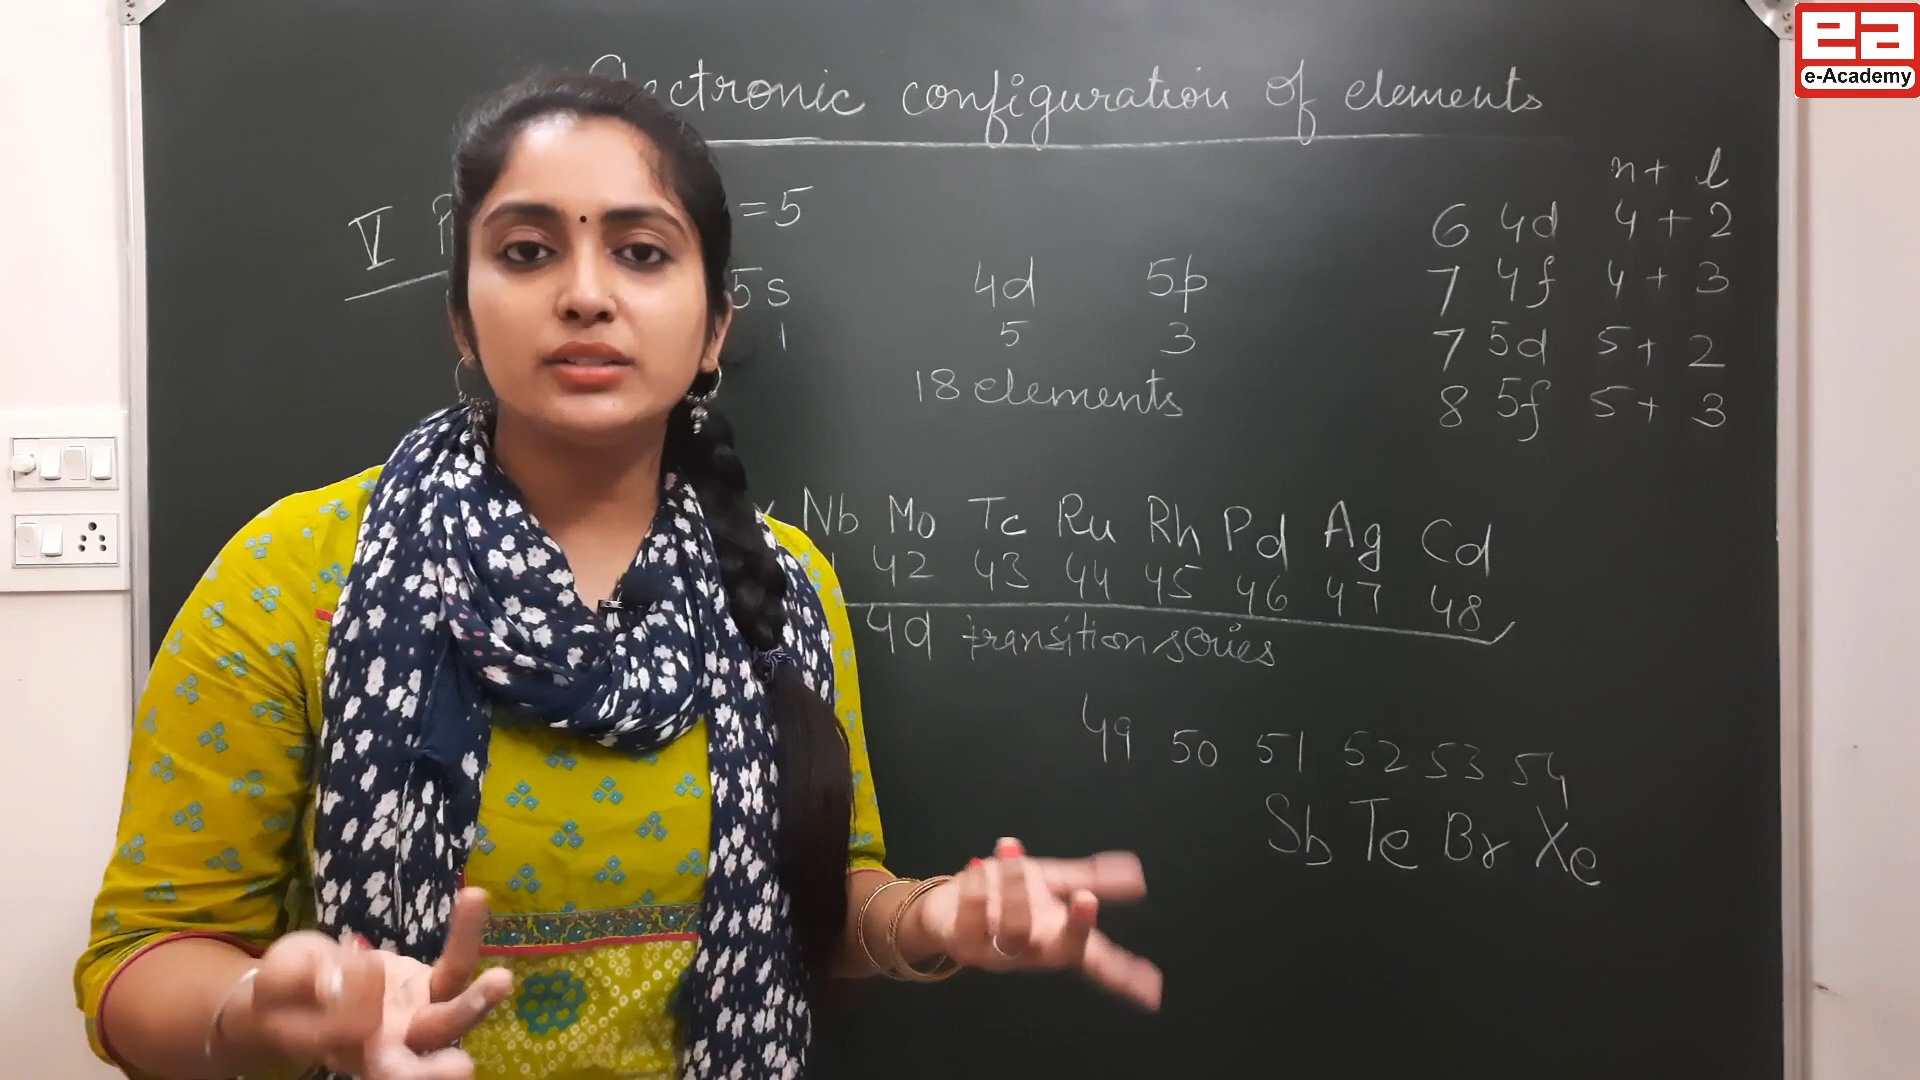 ea
e-Academy
ectronic configuration of elements
n + l
V P = 5
6 4d 4 + 2
5s 4d 5p
7 4f 4 + 3
1 5 3
7 5d 5 + 2
18 elements
8 5f 5 + 3
Nb Mo Tc Ru Rh Pd Ag Cd
42 43 44 45 46 47 48
4d transition series
49 50 51 52 53 54
Sb Te Br Xe